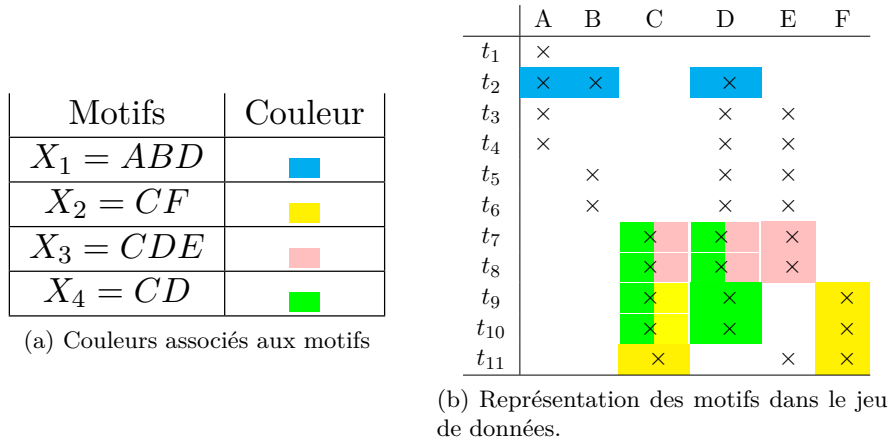 Motifs Couleur
X₁ = ABD
X₂ = CF
X₃ = CDE
X₄ = CD
(a) Couleurs associés aux motifs
A B C D E F
t₁ ×
t₂ × × ×
t₃ × × ×
t₄ × × ×
t₅ × × ×
t₆ × × ×
t₇ × × ×
t₈ × × ×
t₉ × × ×
t₁₀ × × ×
t₁₁ × × ×
(b) Représentation des motifs dans le jeu
de données.